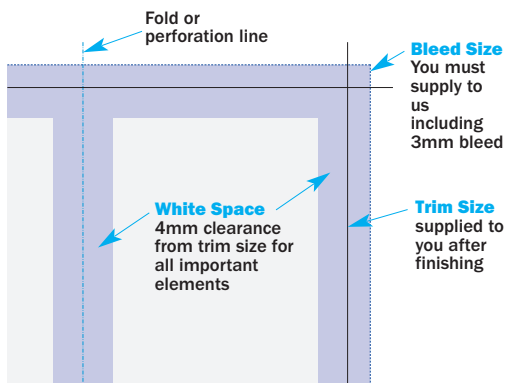 Fold or
perforation line
Bleed Size
You must
supply to
us
including
3mm bleed
White Space
4mm clearance
from trim size for
all important
elements
Trim Size
supplied to
you after
finishing